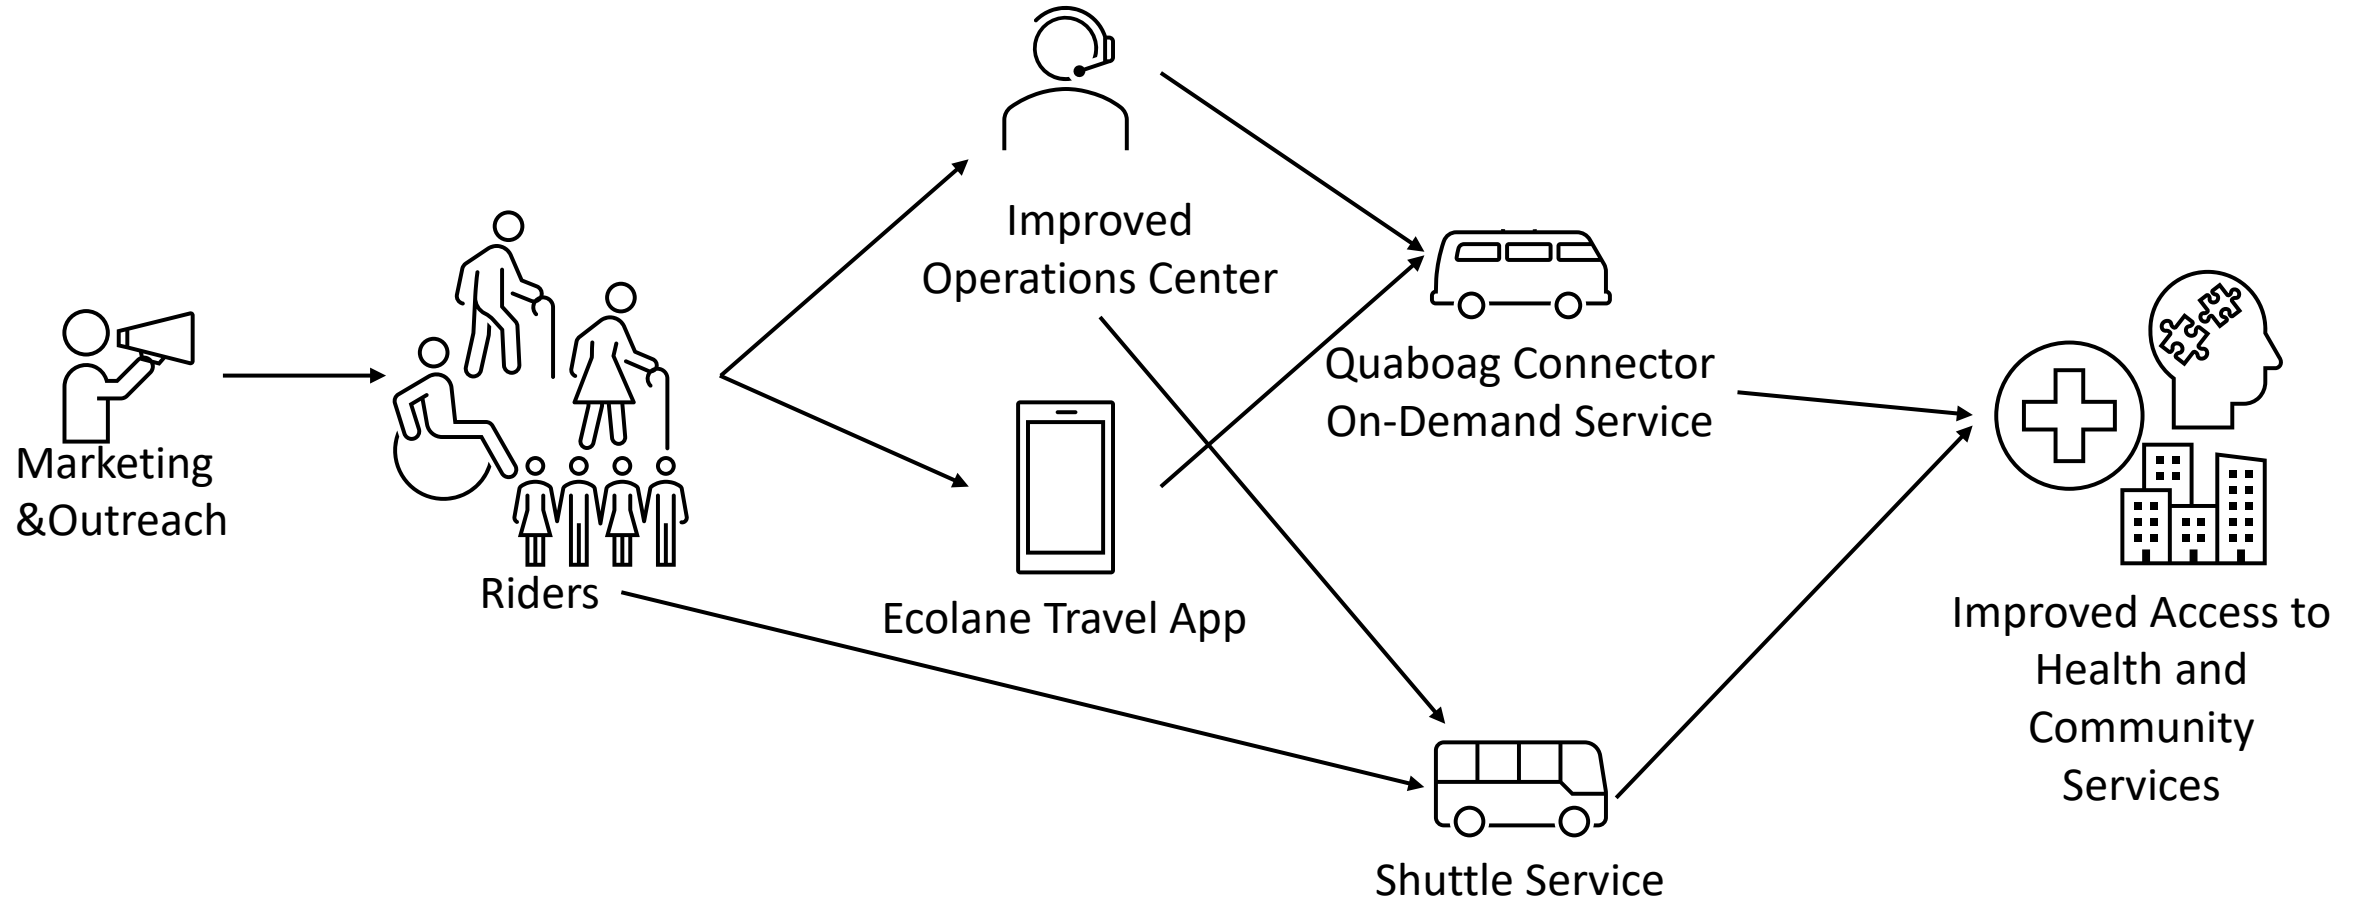 Marketing
&Outreach
Riders
Improved
Operations Center
Ecolane Travel App
Quaboag Connector
On-Demand Service
Shuttle Service
Improved Access to
Health and
Community
Services